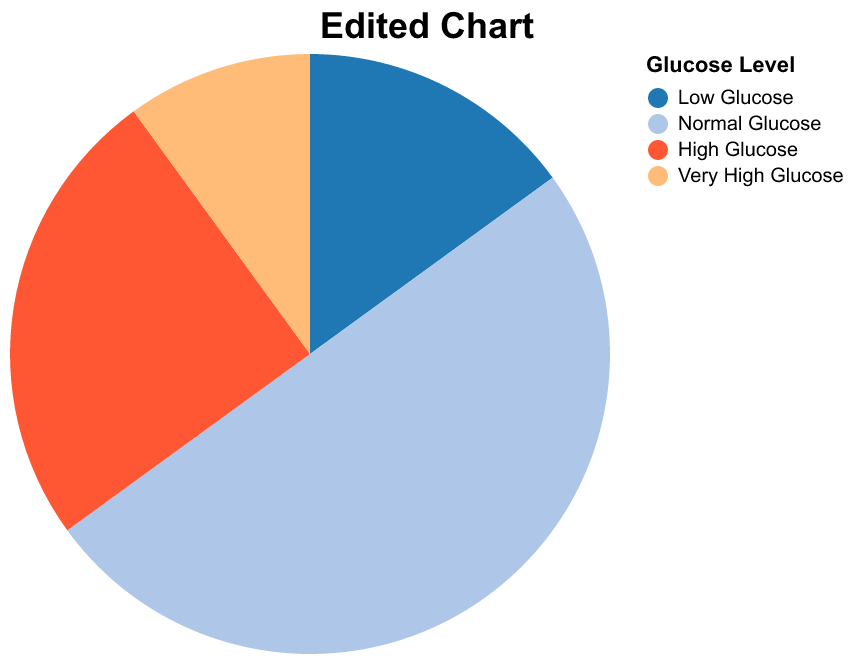 Edited Chart
Glucose Level
Low Glucose
Normal Glucose
High Glucose
Very High Glucose